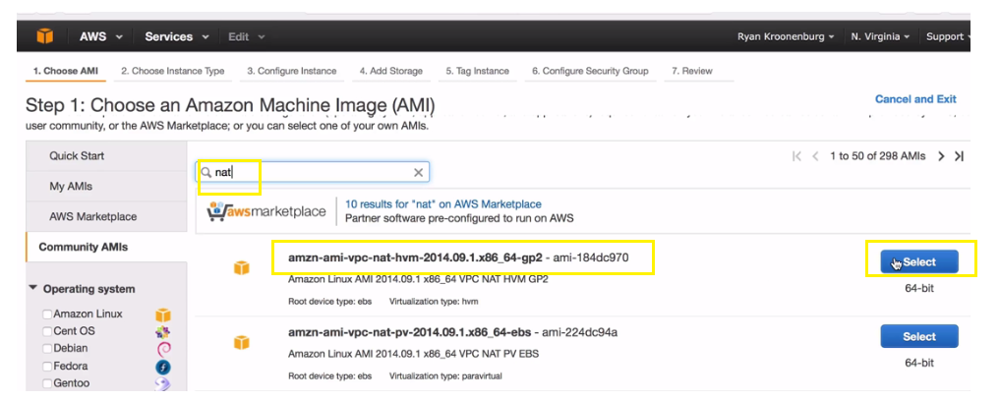 AWS Services Edit Ryan Kroonenburg N. Virginia Support
1. Choose AMI 2. Choose Instance Type 3. Configure Instance 4. Add Storage 5. Tag Instance 6. Configure Security Group 7. Review
Step 1: Choose an Amazon Machine Image (AMI)
Cancel and Exit
user community, or the AWS Marketplace; or you can select one of your own AMIs.
Quick Start
My AMIs
AWS Marketplace
Community AMIs
Operating system
Amazon Linux
Cent OS
Debian
Fedora
Gentoo
1 to 50 of 298 AMIs
nat
awsmarketplace
10 results for "nat" on AWS Marketplace
Partner software pre-configured to run on AWS
amzn-ami-vpc-nat-hvm-2014.09.1.x86_64-gp2 - ami-184dc970
Amazon Linux AMI 2014.09.1 x86_64 VPC NAT HVM GP2
Root device type: ebs Virtualization type: hvm
Select
64-bit
amzn-ami-vpc-nat-pv-2014.09.1.x86_64-ebs - ami-224dc94a
Amazon Linux AMI 2014.09.1 x86_64 VPC NAT PV EBS
Root device type: ebs Virtualization type: paravirtual
Select
64-bit